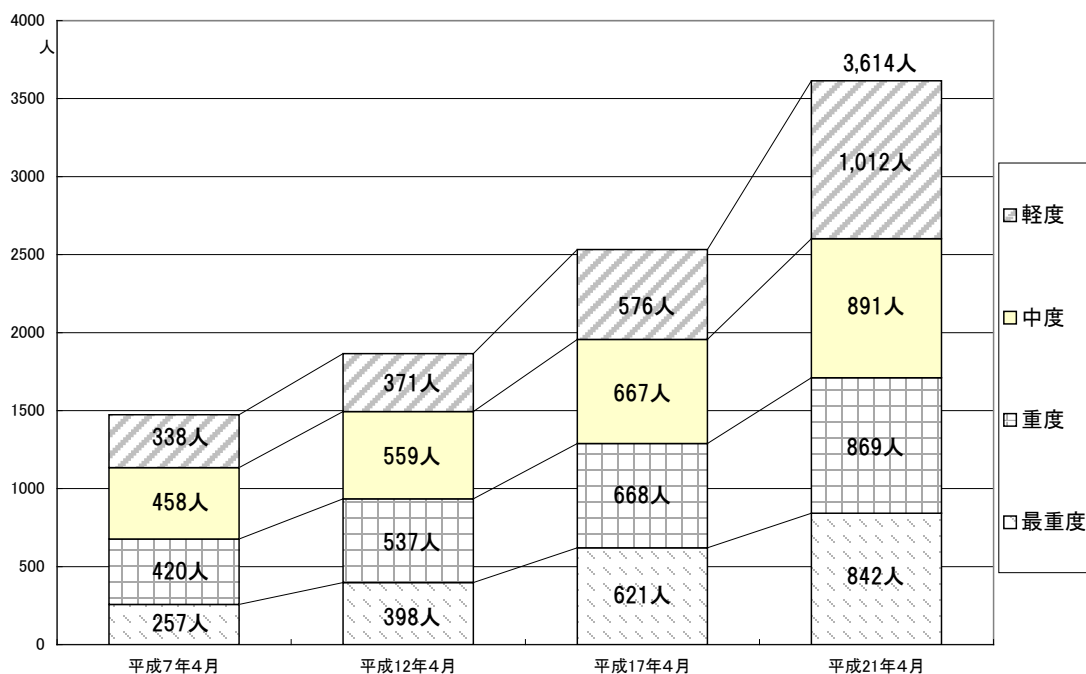 4000
人
3500
3000
2500
2000
1500
1000
500
0
3,614人
338人
458人
420人
257人
371人
559人
537人
398人
576人
667人
668人
621人
1,012人
891人
869人
842人
平成7年4月
平成12年4月
平成17年4月
平成21年4月
軽度
中度
重度
最重度